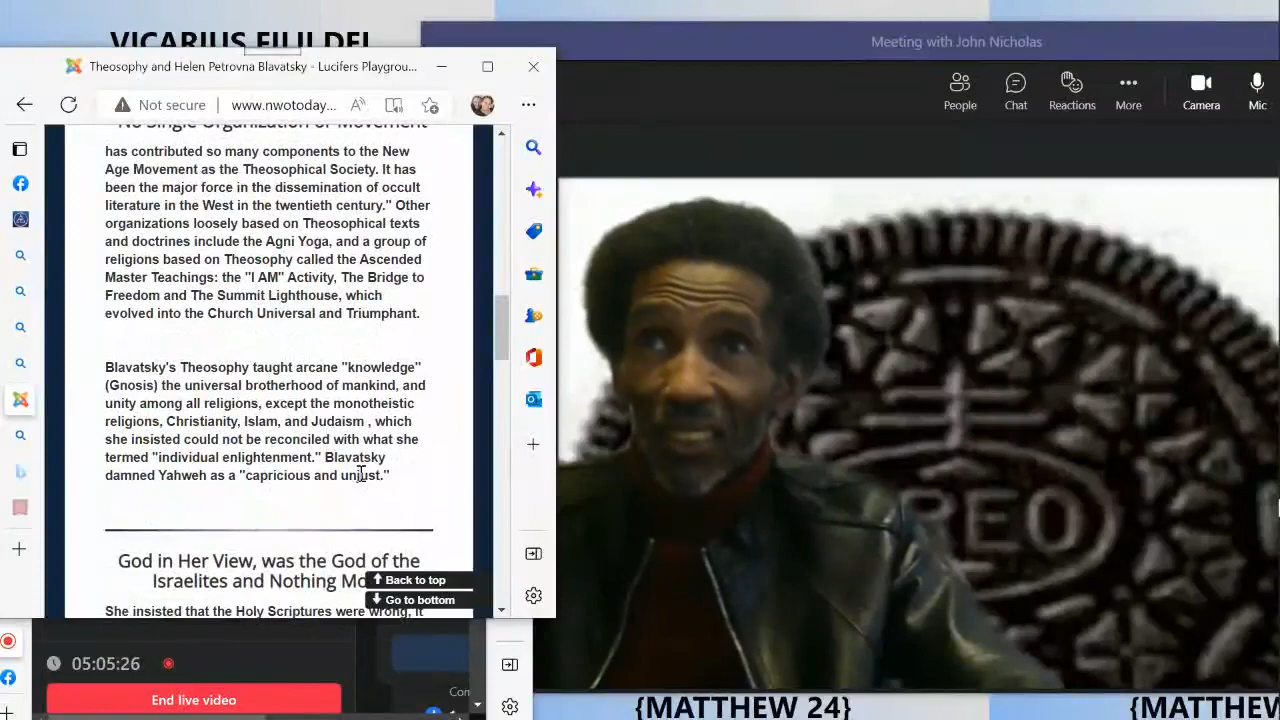 VICARIUS FILII DEI
Meeting with John Nicholas
Theosophy and Helen Petrovna Blavatsky - Lucifers Playgrou...
Not secure
www.nwotoday...
People
Chat
Reactions
More
Camera
Mic
No Single Organization or Movement
has contributed so many components to the New
Age Movement as the Theosophical Society. It has
been the major force in the dissemination of occult
literature in the West in the twentieth century." Other
organizations loosely based on Theosophical texts
and doctrines include the Agni Yoga, and a group of
religions based on Theosophy called the Ascended
Master Teachings: the "I AM" Activity, The Bridge to
Freedom and The Summit Lighthouse, which
evolved into the Church Universal and Triumphant.
Blavatsky's Theosophy taught arcane "knowledge"
(Gnosis) the universal brotherhood of mankind, and
unity among all religions, except the monotheistic
religions, Christianity, Islam, and Judaism , which
she insisted could not be reconciled with what she
termed "individual enlightenment." Blavatsky
damned Yahweh as a "capricious and unjust."
God in Her View, was the God of the
Israelites and Nothing Mo
Back to top
Go to bottom
She insisted that the Holy Scriptures were wrong, it
05:05:26
End live video
Con
REO
{MATTHEW 24}
{MATTHEW